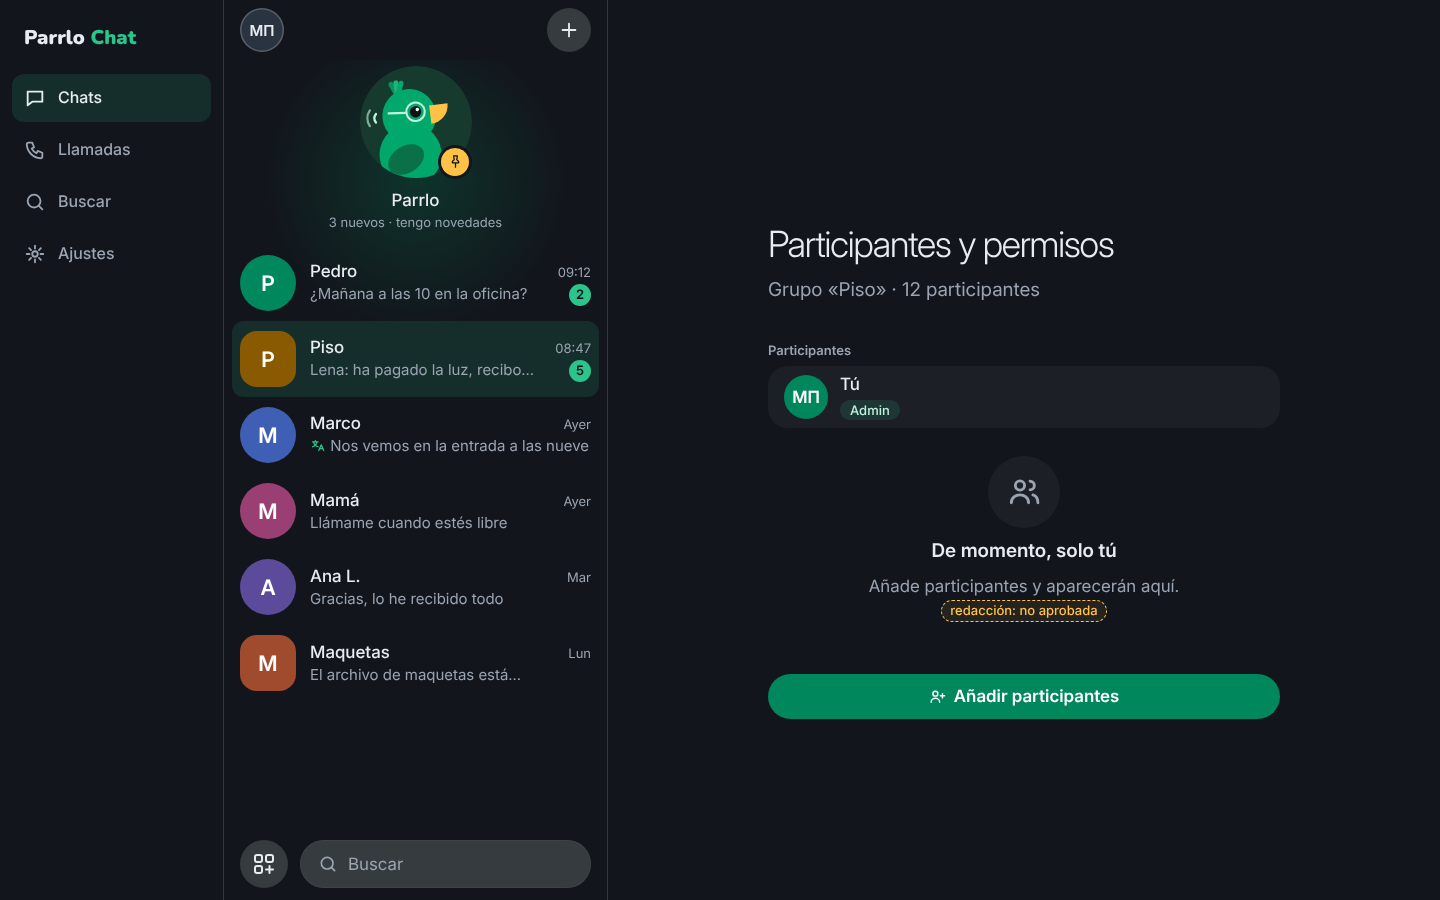 Parrlo Chat
Chats
Llamadas
Buscar
Ajustes
МП
Parrlo
3 nuevos · tengo novedades
P
Pedro
09:12
¿Mañana a las 10 en la oficina?
2
P
Piso
08:47
Lena: ha pagado la luz, recibo...
5
M
Marco
Ayer
Nos vemos en la entrada a las nueve
M
Mamá
Ayer
Llámame cuando estés libre
A
Ana L.
Mar
Gracias, lo he recibido todo
M
Maquetas
Lun
El archivo de maquetas está...
Buscar
Participantes y permisos
Grupo «Piso» · 12 participantes
Participantes
МП
Tú
Admin
De momento, solo tú
Añade participantes y aparecerán aquí.
redacción: no aprobada
Añadir participantes